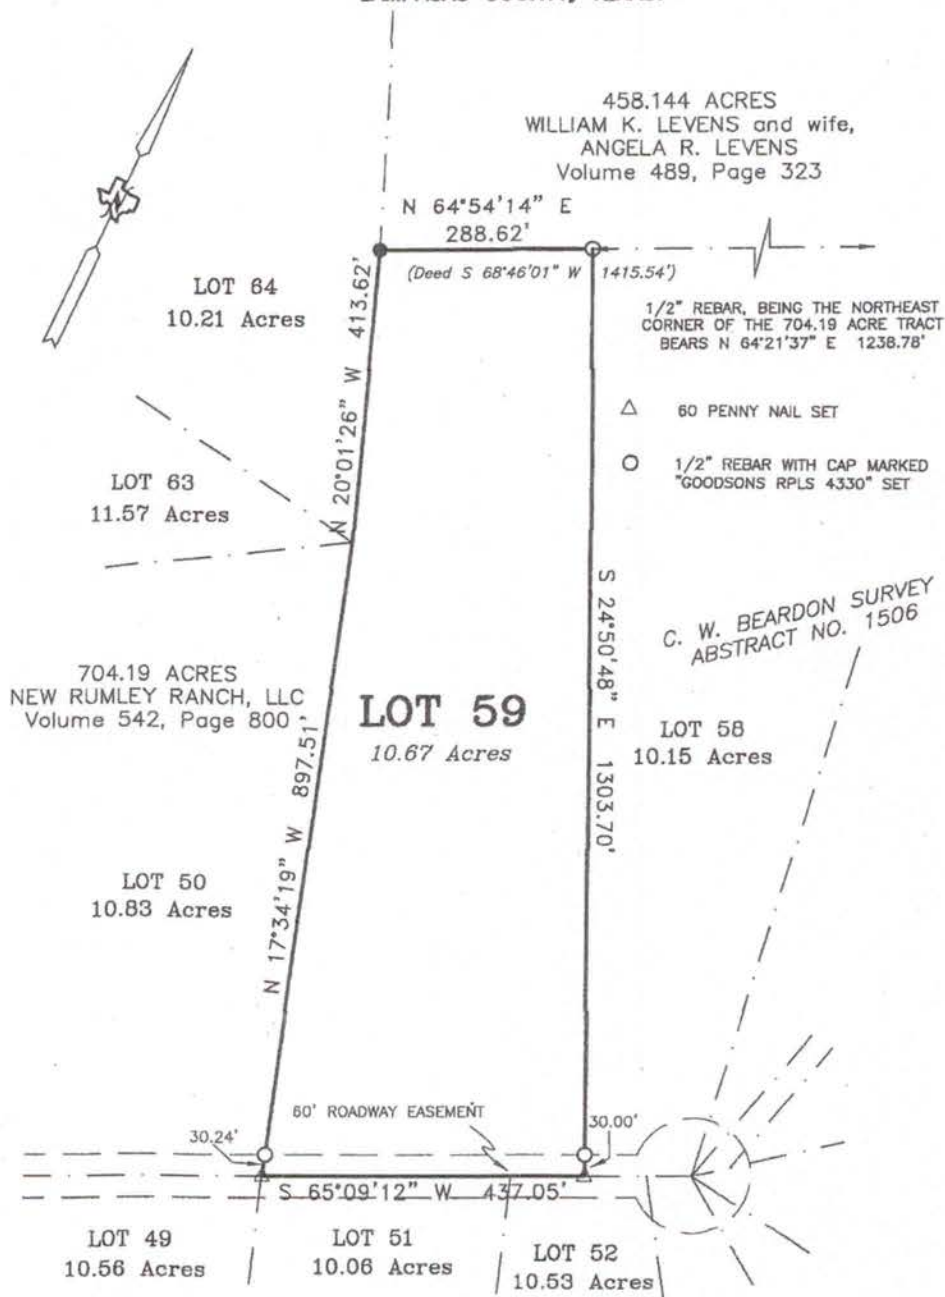 458.144 ACRES
WILLIAM K. LEVENS and wife,
ANGELA R. LEVENS
Volume 489, Page 323
N 64°54'14" E
288.62'
(Deed S 68°46'01" W 1415.54')
LOT 64
10.21 Acres
N 20°01'26" W 413.62'
1/2" REBAR, BEING THE NORTHEAST
CORNER OF THE 704.19 ACRE TRACT
BEARS N 64°21'37" E 1238.78'
60 PENNY NAIL SET
1/2" REBAR WITH CAP MARKED
"GOODSONS RPLS 4330" SET
LOT 63
11.57 Acres
S 24°50'48" E 1303.70'
C. W. BEARDON SURVEY
ABSTRACT NO. 1506
704.19 ACRES
NEW RUMLEY RANCH, LLC
Volume 542, Page 800
LOT 59
10.67 Acres
LOT 58
10.15 Acres
N 17°34'19" W 897.51'
LOT 50
10.83 Acres
60' ROADWAY EASEMENT
30.24'
30.00'
S 65°09'12" W 437.05'
LOT 49
10.56 Acres
LOT 51
10.06 Acres
LOT 52
10.53 Acres